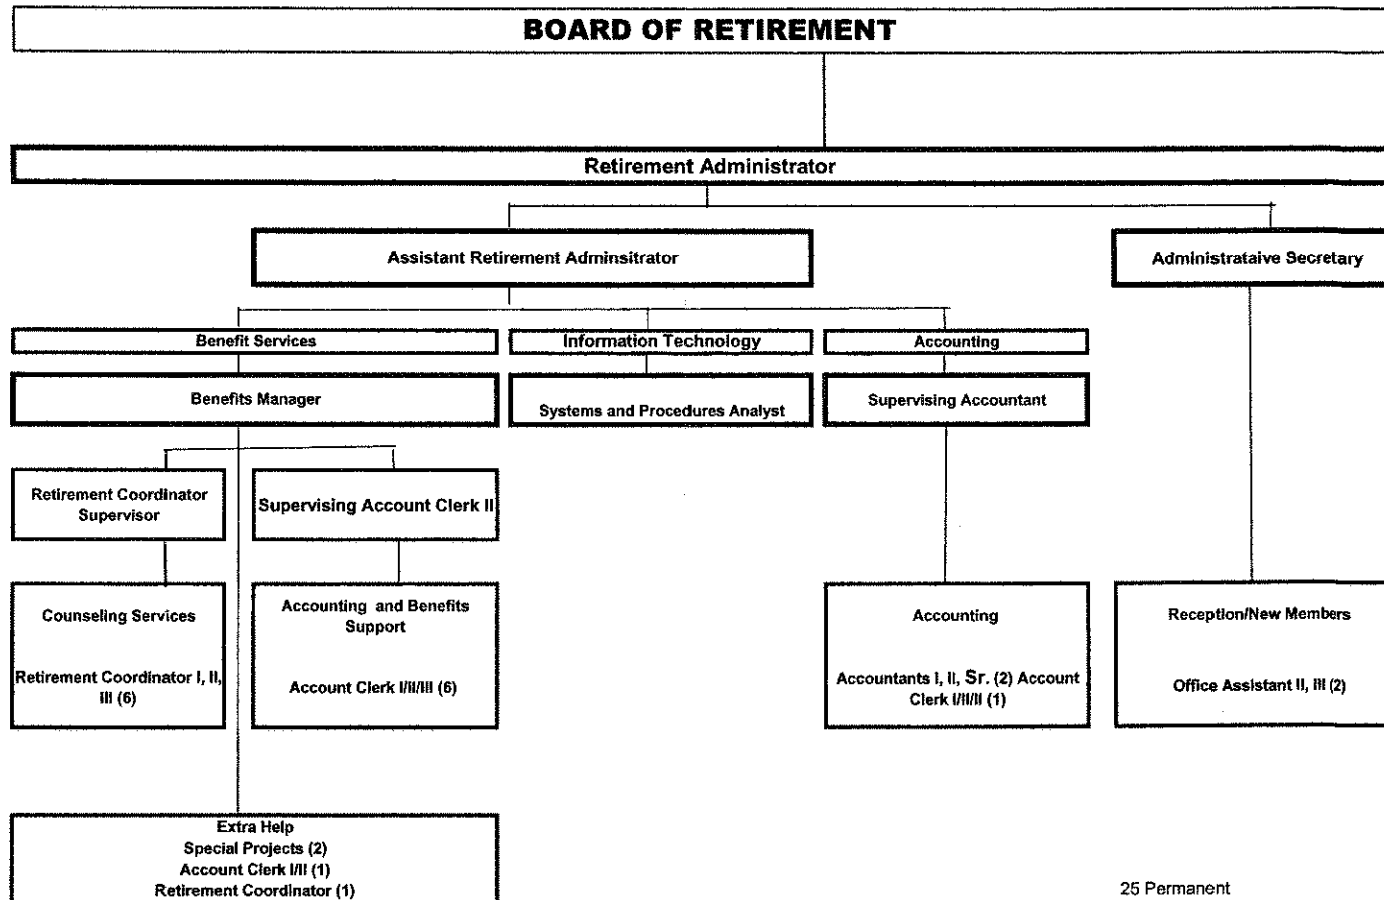 BOARD OF RETIREMENT
Retirement Administrator
Assistant Retirement Adminsitrator
Administrataive Secretary
Benefit Services
Information Technology
Accounting
Benefits Manager
Systems and Procedures Analyst
Supervising Accountant
Retirement Coordinator
Supervisor
Supervising Account Clerk II
Counseling Services
Retirement Coordinator I, II,
III (6)
Accounting and Benefits
Support
Account Clerk I/II/III (6)
Accounting
Accountants I, II, Sr. (2) Account
Clerk I/II/II (1)
Reception/New Members
Office Assistant II, III (2)
Extra Help
Special Projects (2)
Account Clerk I/II (1)
Retirement Coordinator (1)
25 Permanent